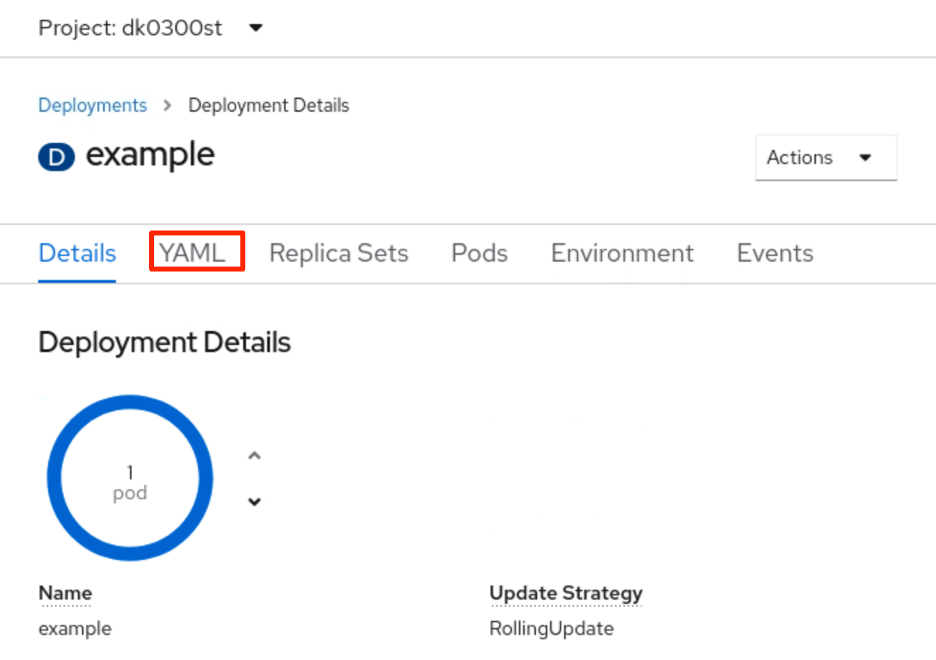 Project: dk0300st
Deployments > Deployment Details
D example
Actions
Details YAML Replica Sets Pods Environment Events
Deployment Details
1
pod
Name Update Strategy
example RollingUpdate